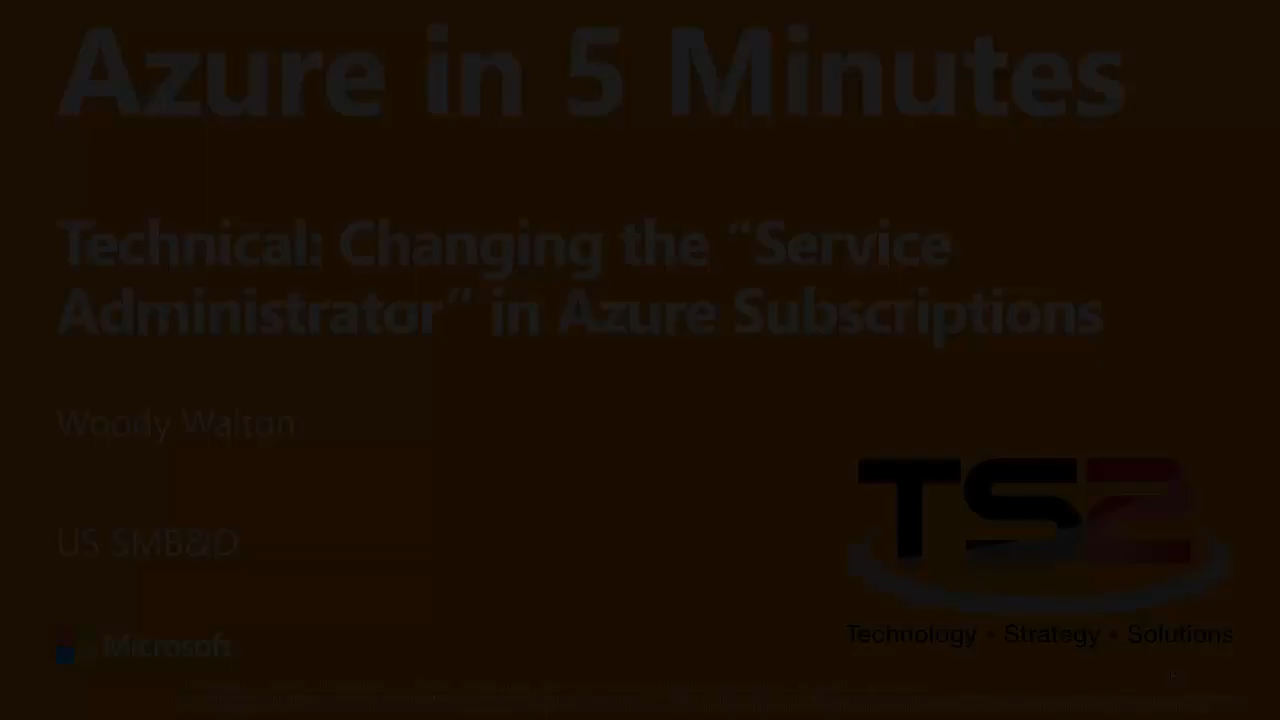 Azure in 5 Minutes
Technical: Changing the “Service
Administrator” in Azure Subscriptions
Woody Walton
US SMB&D
Microsoft
TS2
Technology • Strategy • Solutions